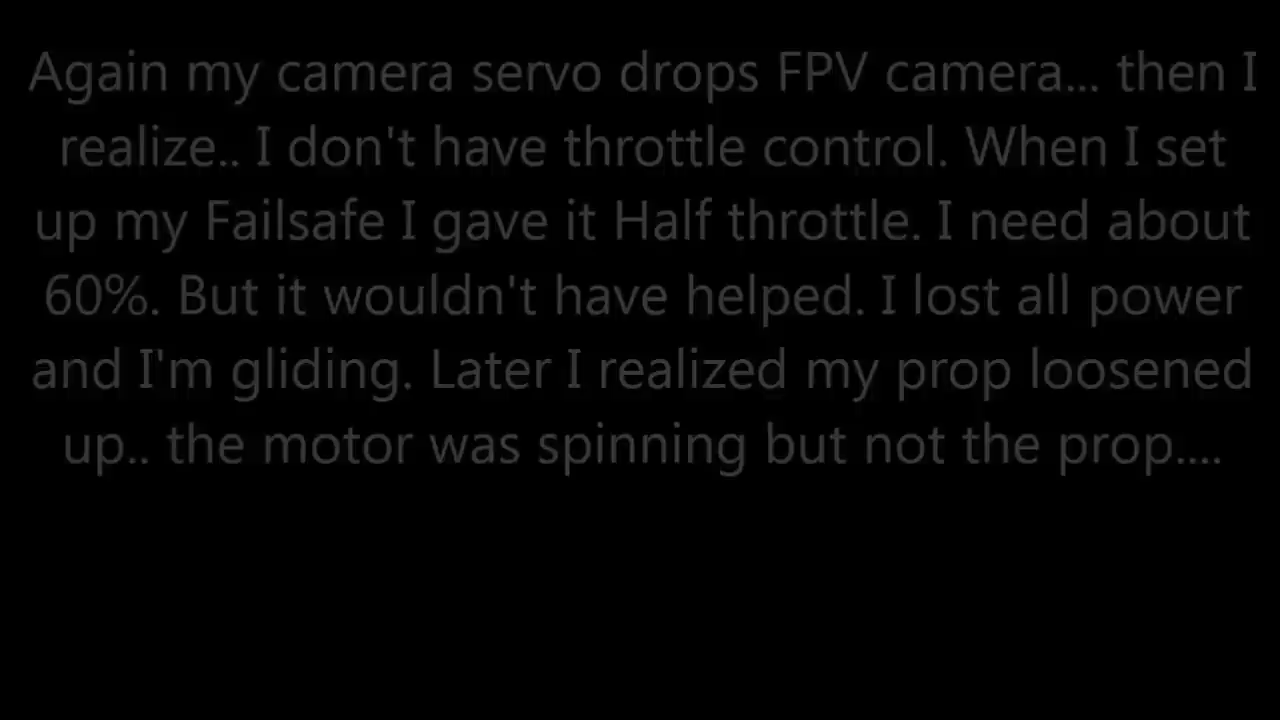 Again my camera servo drops FPV camera... then I
realize.. I don't have throttle control. When I set
up my Failsafe I gave it Half throttle. I need about
60%. But it wouldn't have helped. I lost all power
and I'm gliding. Later I realized my prop loosened
up.. the motor was spinning but not the prop....